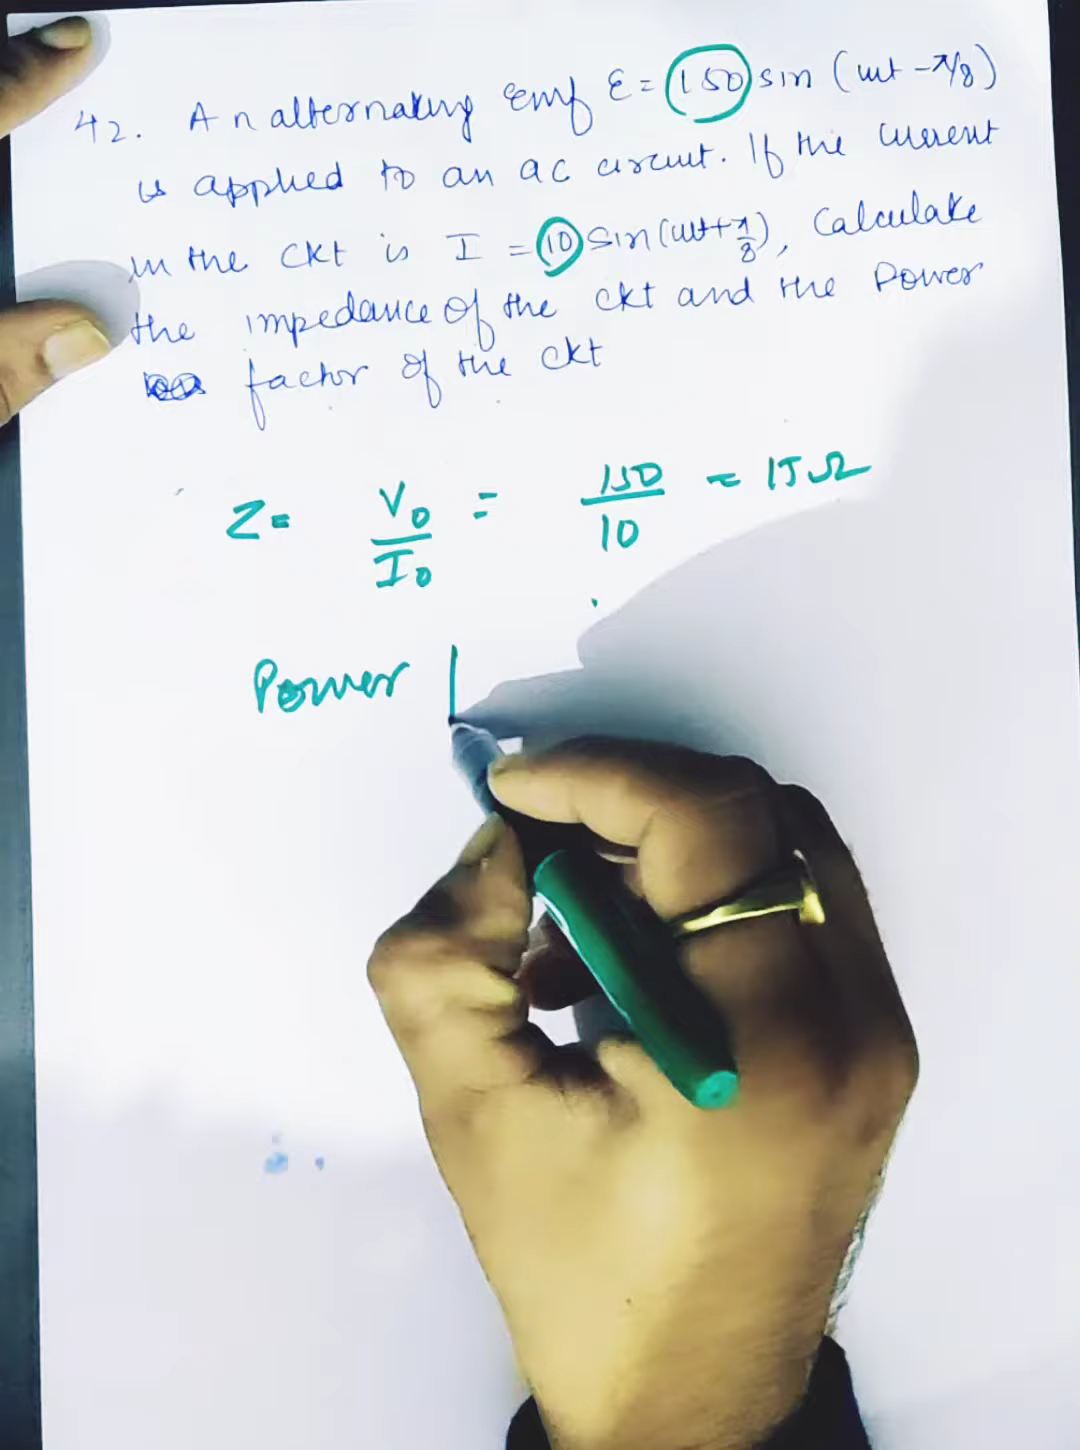 42. An alternating emf ε = 150 sin (ωt - π/8)
is applied to an ac circuit. If the current
in the ckt is I = 10 sin(ωt + π/8), Calculate
the impedance of the ckt and the Power
factor of the ckt
Z = V₀/I₀ = 150/10 = 15Ω
Power